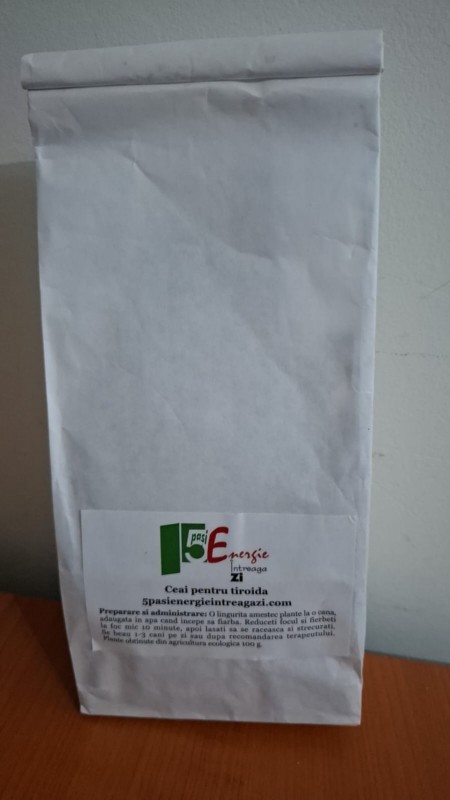 5 pasi Energie
Intreaga
Zi
Ceai pentru tiroida
5pasienergieintreagazi.com
Preparare si administrare: O lingurita amestec plante la o cana,
adaugata in apa cand incepe sa fiarba. Reduceti focul si fierbeti
la foc mic 10 minute, apoi lasati sa se raceasca si strecurati.
Se beau 1-3 cani pe zi sau dupa recomandarea terapeutului.
Plante obtinute din agricultura ecologica 100 g.